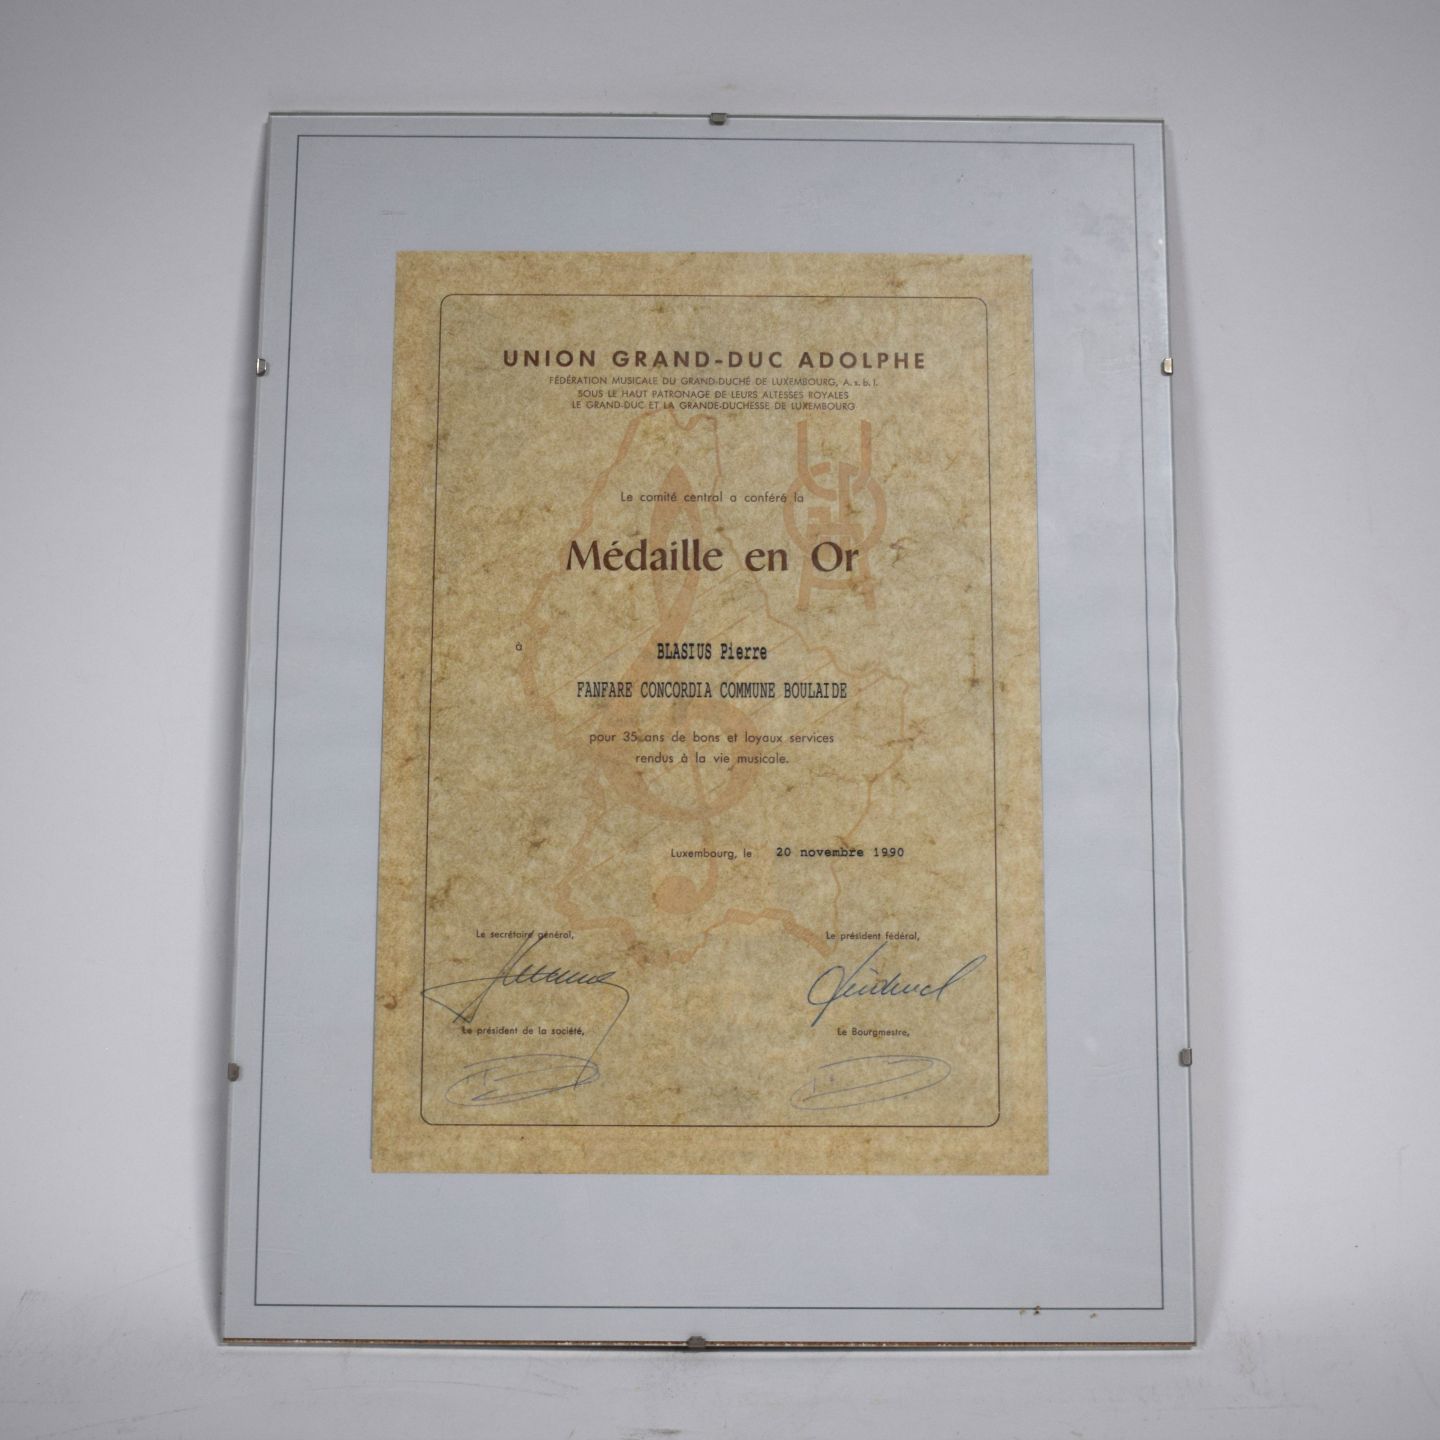 UNION GRAND-DUC ADOLPHE
FÉDÉRATION MUSICALE DU GRAND-DUCHÉ DE LUXEMBOURG, A.s.b.l.
SOUS LE HAUT PATRONAGE DE LEURS ALTESSES ROYALES
LE GRAND-DUC ET LA GRANDE-DUCHESSE DE LUXEMBOURG
Le comité central a conféré la
Médaille en Or
à BLASIUS Pierre
FANFARE CONCORDIA COMMUNE BOULAIDE
pour 35 ans de bons et loyaux services
rendus à la vie musicale.
Luxembourg, le 20 novembre 1990
Le secrétaire général, Le président fédéral,
Le président de la société, Le Bourgmestre,